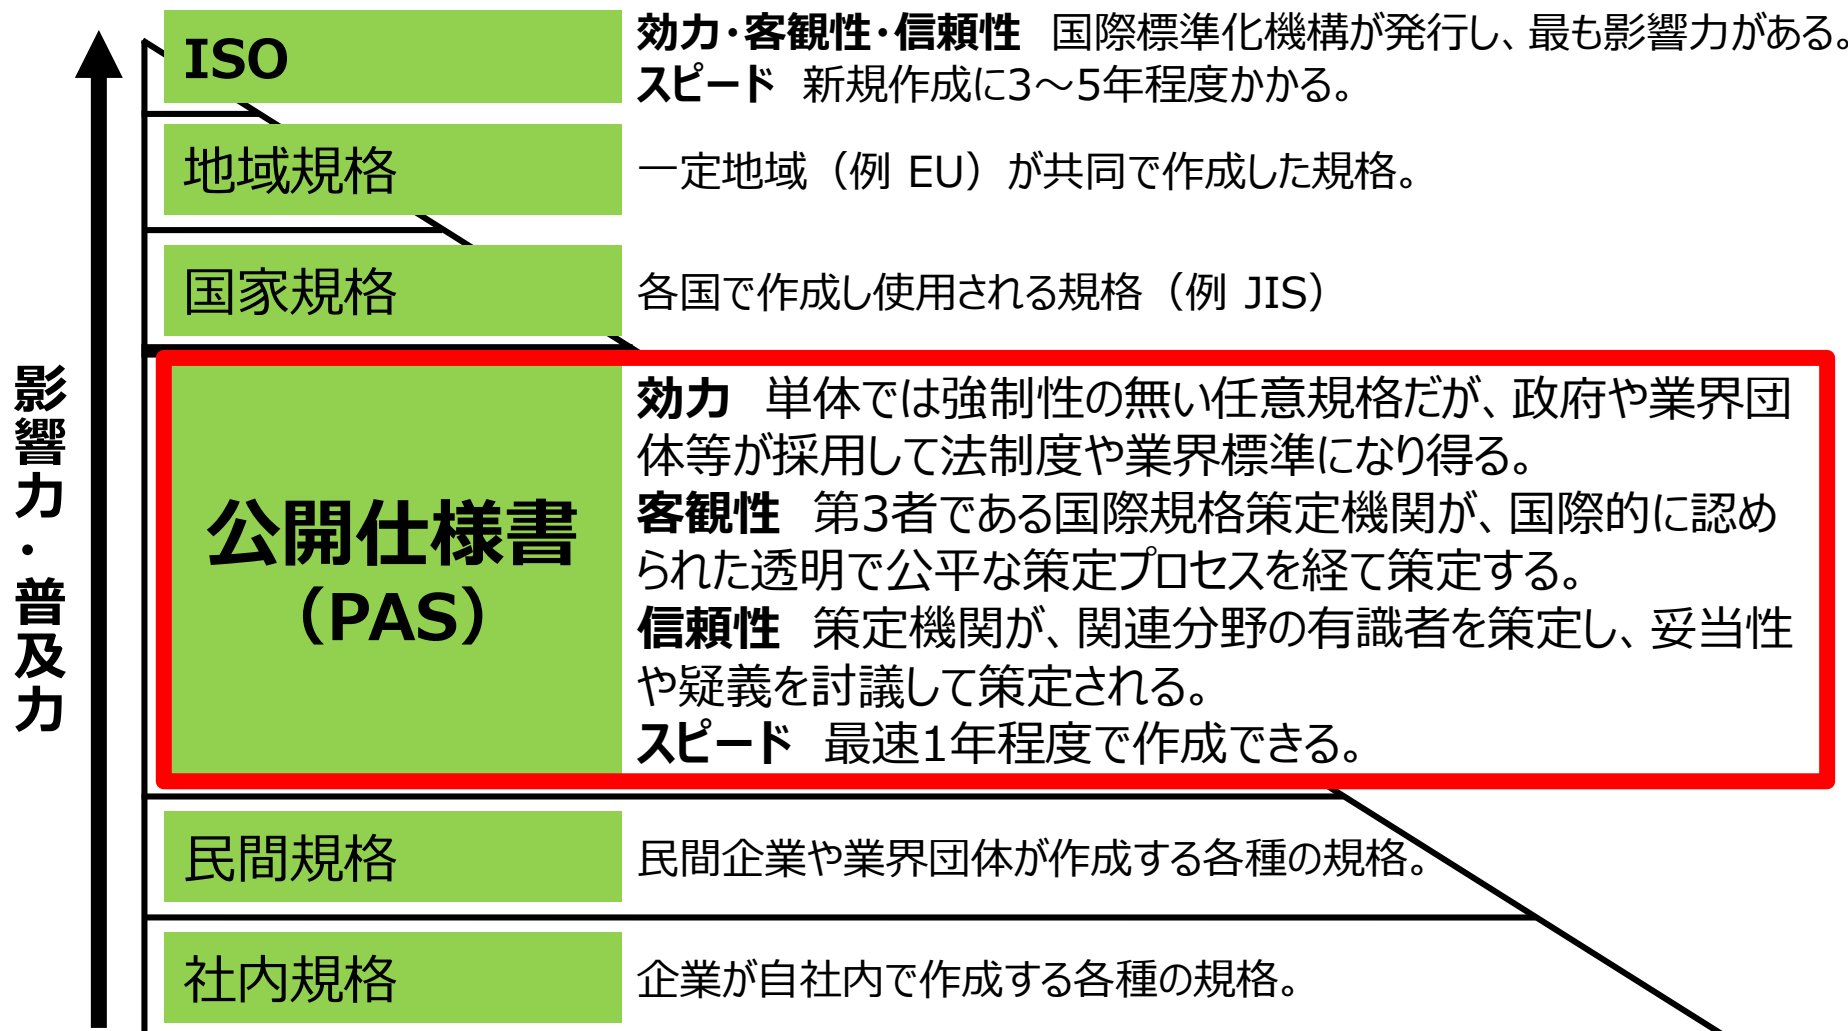 ISO
効力・客観性・信頼性 国際標準化機構が発行し、最も影響力がある。
スピード 新規作成に3～5年程度かかる。
地域規格
一定地域（例 EU）が共同で作成した規格。
国家規格
各国で作成し使用される規格（例 JIS）
影響力・普及力
公開仕様書
（PAS）
効力 単体では強制性の無い任意規格だが、政府や業界団
体等が採用して法制度や業界標準になり得る。
客観性 第3者である国際規格策定機関が、国際的に認め
られた透明で公平な策定プロセスを経て策定する。
信頼性 策定機関が、関連分野の有識者を策定し、妥当性
や疑義を討議して策定される。
スピード 最速1年程度で作成できる。
民間規格
民間企業や業界団体が作成する各種の規格。
社内規格
企業が自社内で作成する各種の規格。